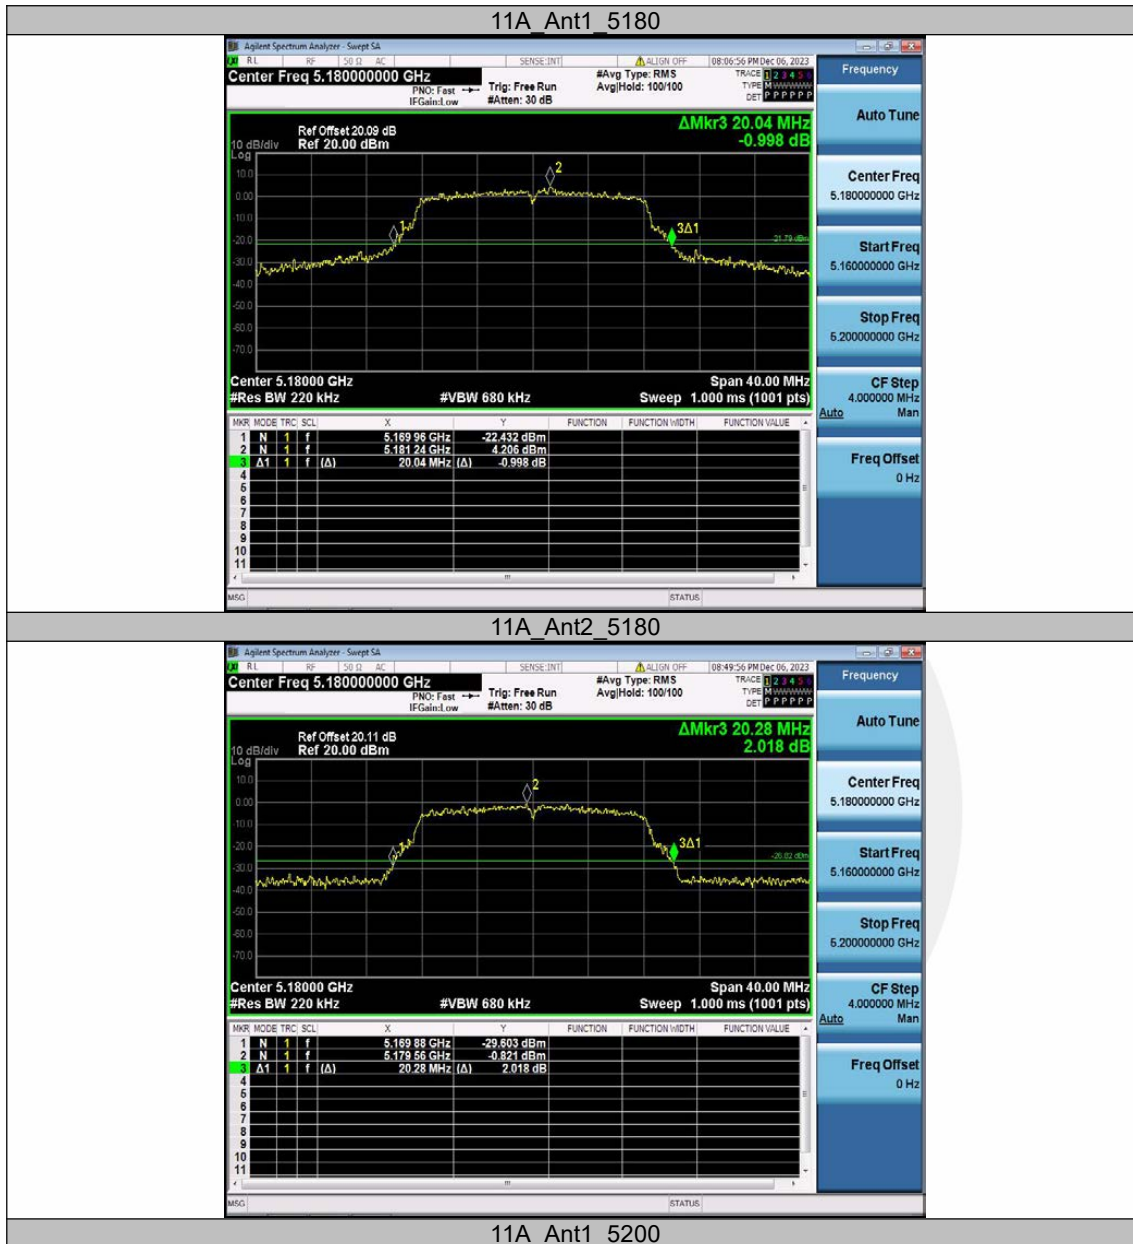 11A_Ant1_5180
Agilent Spectrum Analyzer - Swept SA
RL RF 50 Ω AC SENSE:INT ALIGN OFF 08:06:56 PM Dec 06, 2023
Center Freq 5.180000000 GHz
PNO: Fast
IFGain:Low
Trig: Free Run
#Atten: 30 dB
#Avg Type: RMS
Avg|Hold: 100/100
TRACE 1 2 3 4 5 6
TYPE M
DET P P P P P P
ΔMkr3 20.04 MHz
-0.998 dB
Ref Offset 20.09 dB
10 dB/div Ref 20.00 dBm
Log
10.0
0.00
-10.0
-20.0
-30.0
-40.0
-50.0
-60.0
-70.0
1
2
3Δ1
-21.79 dBm
Center 5.18000 GHz Span 40.00 MHz
#Res BW 220 kHz #VBW 680 kHz Sweep 1.000 ms (1001 pts)
MKR MODE TRC SCL X Y FUNCTION FUNCTION WIDTH FUNCTION VALUE
1 N 1 f 5.169 96 GHz -22.432 dBm
2 N 1 f 5.181 24 GHz 4.206 dBm
3 Δ1 1 f (Δ) 20.04 MHz (Δ) -0.998 dB
4
5
6
7
8
9
10
11
MSG STATUS
Frequency
Auto Tune
Center Freq
5.180000000 GHz
Start Freq
5.160000000 GHz
Stop Freq
5.200000000 GHz
CF Step
4.000000 MHz
Auto Man
Freq Offset
0 Hz
11A_Ant2_5180
Agilent Spectrum Analyzer - Swept SA
RL RF 50 Ω AC SENSE:INT ALIGN OFF 08:49:56 PM Dec 06, 2023
Center Freq 5.180000000 GHz
PNO: Fast
IFGain:Low
Trig: Free Run
#Atten: 30 dB
#Avg Type: RMS
Avg|Hold: 100/100
TRACE 1 2 3 4 5 6
TYPE M
DET P P P P P P
ΔMkr3 20.28 MHz
2.018 dB
Ref Offset 20.11 dB
10 dB/div Ref 20.00 dBm
Log
10.0
0.00
-10.0
-20.0
-30.0
-40.0
-50.0
-60.0
-70.0
1
2
3Δ1
-26.82 dBm
Center 5.18000 GHz Span 40.00 MHz
#Res BW 220 kHz #VBW 680 kHz Sweep 1.000 ms (1001 pts)
MKR MODE TRC SCL X Y FUNCTION FUNCTION WIDTH FUNCTION VALUE
1 N 1 f 5.169 88 GHz -29.603 dBm
2 N 1 f 5.179 56 GHz -0.821 dBm
3 Δ1 1 f (Δ) 20.28 MHz (Δ) 2.018 dB
4
5
6
7
8
9
10
11
MSG STATUS
Frequency
Auto Tune
Center Freq
5.180000000 GHz
Start Freq
5.160000000 GHz
Stop Freq
5.200000000 GHz
CF Step
4.000000 MHz
Auto Man
Freq Offset
0 Hz
11A_Ant1_5200